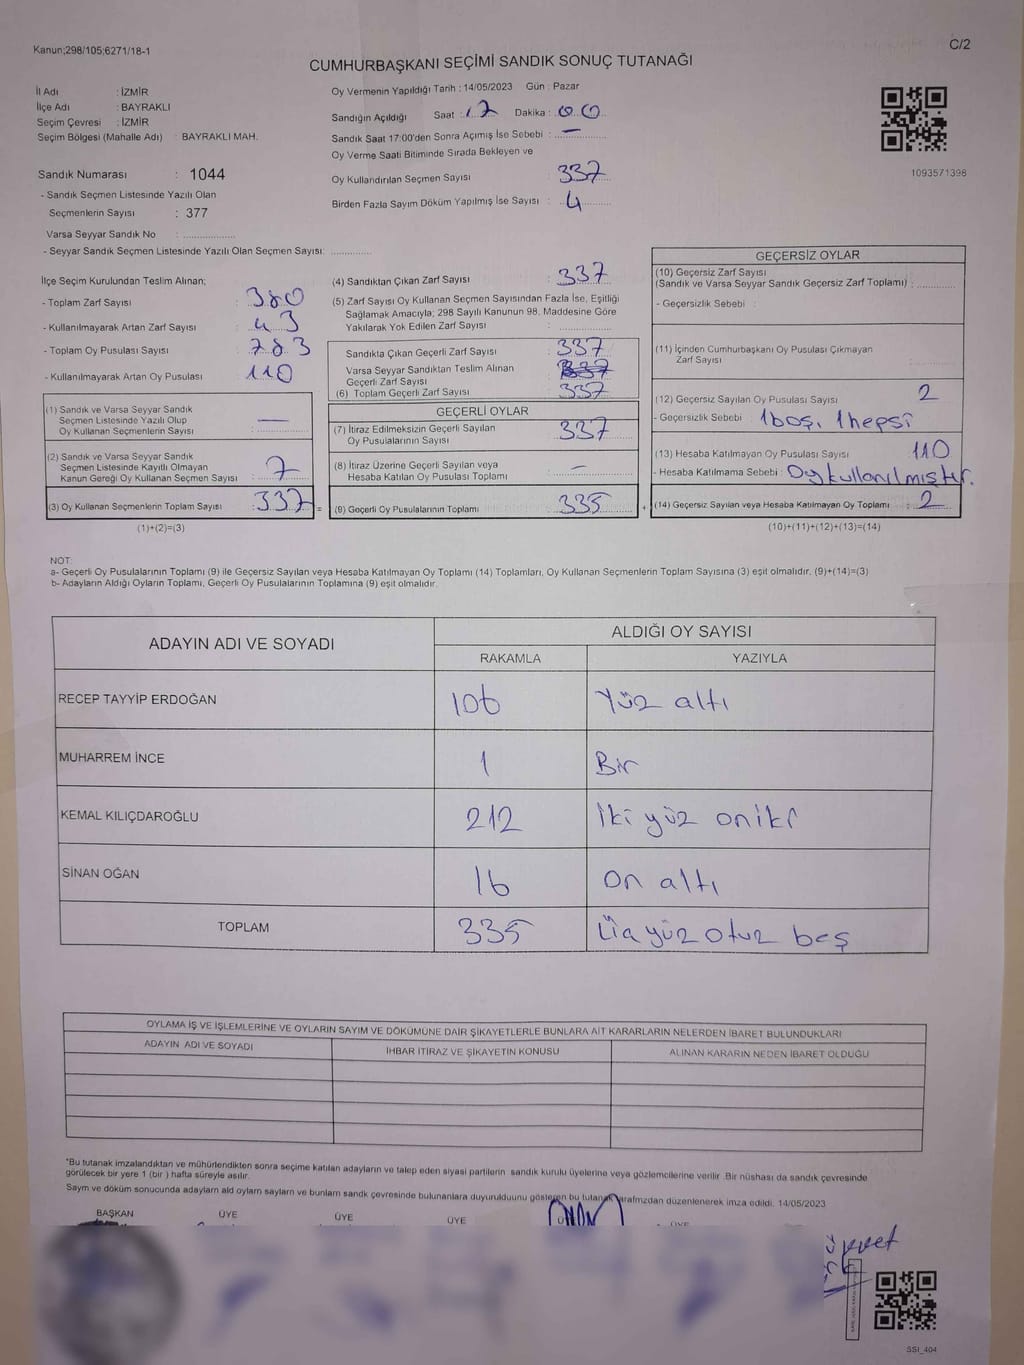 Kanun;298/105;6271/18-1
C/2
CUMHURBAŞKANI SEÇİMİ SANDIK SONUÇ TUTANAĞI
İl Adı : İZMİR
İlçe Adı : BAYRAKLI
Seçim Çevresi : İZMİR
Seçim Bölgesi (Mahalle Adı) : BAYRAKLI MAH.
Sandık Numarası : 1044
- Sandık Seçmen Listesinde Yazılı Olan
Seçmenlerin Sayısı : 377
Varsa Seyyar Sandık No :
- Seyyar Sandık Seçmen Listesinde Yazılı Olan Seçmen Sayısı:
Oy Vermenin Yapıldığı Tarih : 14/05/2023 Gün : Pazar
Sandığın Açıldığı Saat : 17 Dakika : 00
Sandık Saat 17:00'den Sonra Açımış İse Sebebi : —
Oy Verme Saati Bitiminde Sırada Bekleyen ve
Oy Kullandırılan Seçmen Sayısı : 337
Birden Fazla Sayım Döküm Yapılmış İse Sayısı : 4
1093571398
İlçe Seçim Kurulundan Teslim Alınan;
- Toplam Zarf Sayısı : 380
- Kullanılmayarak Artan Zarf Sayısı : 43
- Toplam Oy Pusulası Sayısı : 783
- Kullanılmayarak Artan Oy Pusulası : 110
(1) Sandık ve Varsa Seyyar Sandık
Seçmen Listesinde Yazılı Olup
Oy Kullanan Seçmenlerin Sayısı : —
(2) Sandık ve Varsa Seyyar Sandık
Seçmen Listesinde Kayıtlı Olmayan
Kanun Gereği Oy Kullanan Seçmen Sayısı : 7
(3) Oy Kullanan Seçmenlerin Toplam Sayısı : 337 =
(1)+(2)=(3)
(4) Sandıktan Çıkan Zarf Sayısı : 337
(5) Zarf Sayısı Oy Kullanan Seçmen Sayısından Fazla İse, Eşitliği
Sağlamak Amacıyla; 298 Sayılı Kanunun 98. Maddesine Göre
Yakılarak Yok Edilen Zarf Sayısı :
Sandıkta Çıkan Geçerli Zarf Sayısı : 337
Varsa Seyyar Sandıktan Teslim Alınan
Geçerli Zarf Sayısı : 337
(6) Toplam Geçerli Zarf Sayısı : 337
GEÇERLİ OYLAR
(7) İtiraz Edilmeksizin Geçerli Sayılan
Oy Pusulalarının Sayısı : 337
(8) İtiraz Üzerine Geçerli Sayılan veya
Hesaba Katılan Oy Pusulası Toplamı : —
(9) Geçerli Oy Pusulalarının Toplamı : 335 +
GEÇERSİZ OYLAR
(10) Geçersiz Zarf Sayısı
(Sandık ve Varsa Seyyar Sandık Geçersiz Zarf Toplamı) :
- Geçersizlik Sebebi :
(11) İçinden Cumhurbaşkanı Oy Pusulası Çıkmayan
Zarf Sayısı :
(12) Geçersiz Sayılan Oy Pusulası Sayısı : 2
- Geçersizlik Sebebi : 1 boş, 1 hepsi
(13) Hesaba Katılmayan Oy Pusulası Sayısı : 110
- Hesaba Katılmama Sebebi : Oy kullanılmıştır.
(14) Geçersiz Sayılan veya Hesaba Katılmayan Oy Toplamı : 2
(10)+(11)+(12)+(13)=(14)
NOT:
a- Geçerli Oy Pusulalarının Toplamı (9) ile Geçersiz Sayılan veya Hesaba Katılmayan Oy Toplamı (14) Toplamları, Oy Kullanan Seçmenlerin Toplam Sayısına (3) eşit olmalıdır. (9)+(14)=(3)
b- Adayların Aldığı Oyların Toplamı, Geçerli Oy Pusulalarının Toplamına (9) eşit olmalıdır.
ADAYIN ADI VE SOYADI ALDIĞI OY SAYISI
RAKAMLA YAZIYLA
RECEP TAYYİP ERDOĞAN 106 Yüz altı
MUHARREM İNCE 1 Bir
KEMAL KILIÇDAROĞLU 212 İki yüz oniki
SİNAN OĞAN 16 on altı
TOPLAM 335 Üç yüz otuz beş
OYLAMA İŞ VE İŞLEMLERİNE VE OYLARIN SAYIM VE DÖKÜMÜNE DAİR ŞİKAYETLERLE BUNLARA AİT KARARLARIN NELERDEN İBARET BULUNDUKLARI
ADAYIN ADI VE SOYADI İHBAR İTİRAZ VE ŞİKAYETİN KONUSU ALINAN KARARIN NEDEN İBARET OLDUĞU
*Bu tutanak imzalandıktan ve mühürlendikten sonra seçime katılan adayların ve talep eden siyasi partilerin sandık kurulu üyelerine veya gözlemcilerine verilir. Bir nüshası da sandık çevresinde
görülecek bir yere 1 (bir) hafta süreyle asılır.
Sayım ve döküm sonucunda adayların ald oyların sayları ve bunların sandk çevresinde bulunanlara duyurulduunu gösteren bu tutanak tarafmzdan düzenlenerek imza edildi. 14/05/2023
BAŞKAN ÜYE ÜYE ÜYE ÜYE
SSI_404